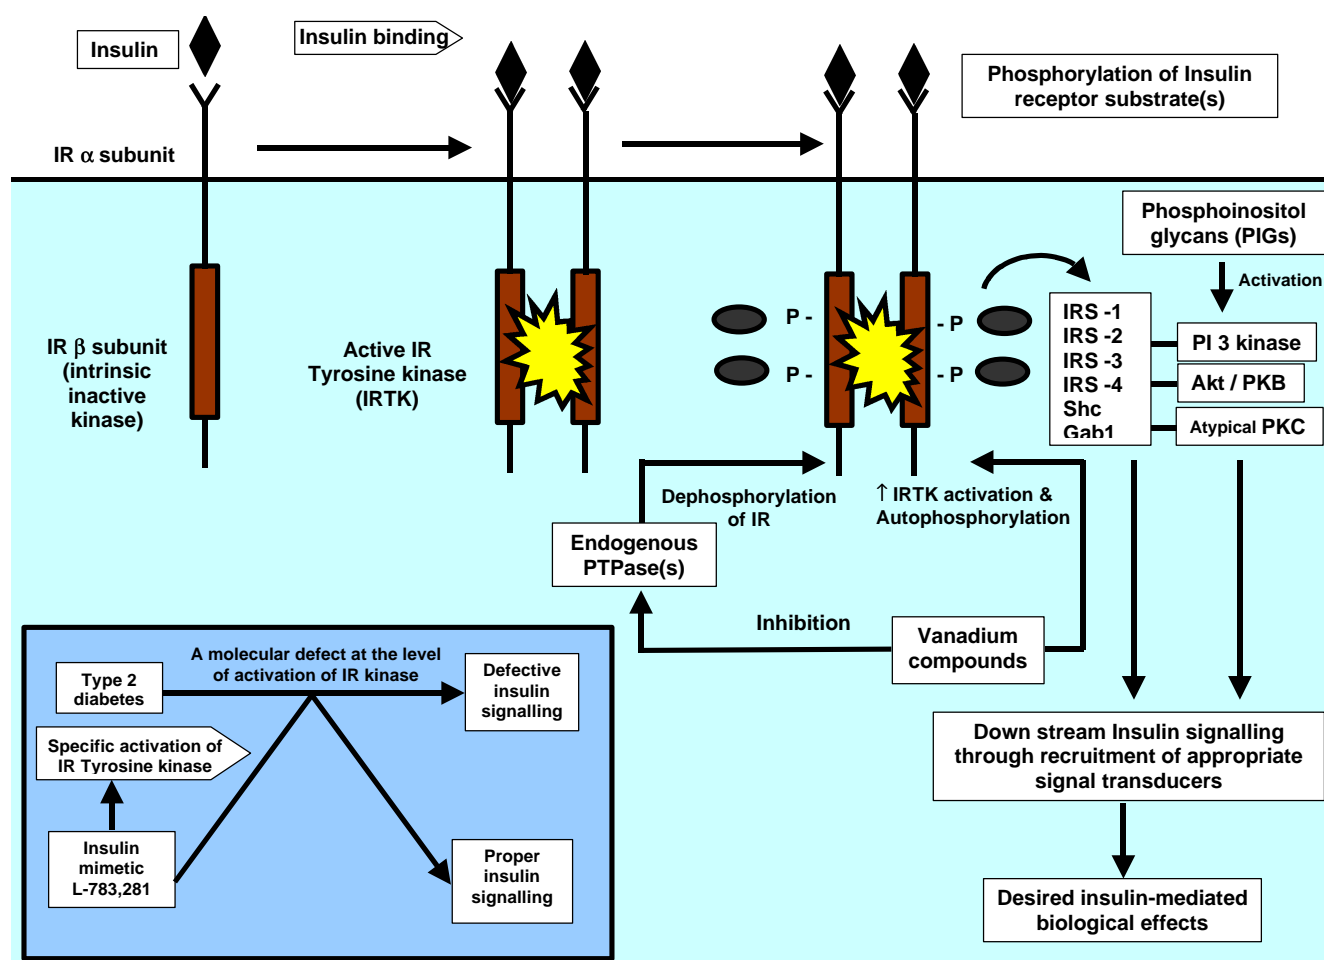 Insulin
Insulin binding
Phosphorylation of Insulin
receptor substrate(s)
IR α subunit
Phosphoinositol
glycans (PIGs)
Activation
IR β subunit
(intrinsic
inactive
kinase)
Active IR
Tyrosine kinase
(IRTK)
P -
P -
- P
- P
IRS -1
IRS -2
IRS -3
IRS -4
Shc
Gab1
PI 3 kinase
Akt / PKB
Atypical PKC
Dephosphorylation
of IR
↑ IRTK activation &
Autophosphorylation
Endogenous
PTPase(s)
Inhibition
Vanadium
compounds
A molecular defect at the level
of activation of IR kinase
Type 2
diabetes
Defective
insulin
signalling
Specific activation of
IR Tyrosine kinase
Insulin
mimetic
L-783,281
Proper
insulin
signalling
Down stream Insulin signalling
through recruitment of appropriate
signal transducers
Desired insulin-mediated
biological effects